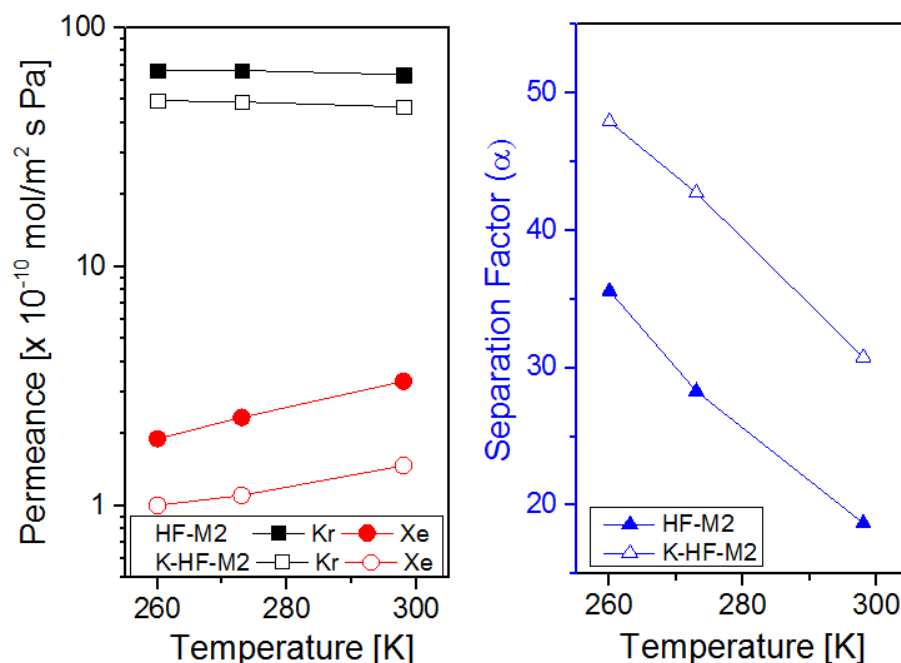 100
10
1
Permeance [x 10⁻¹⁰ mol/m² s Pa]
HF-M2 Kr Xe
K-HF-M2 Kr Xe
260 280 300
Temperature [K]
50
40
30
20
Separation Factor (α)
HF-M2
K-HF-M2
260 280 300
Temperature [K]